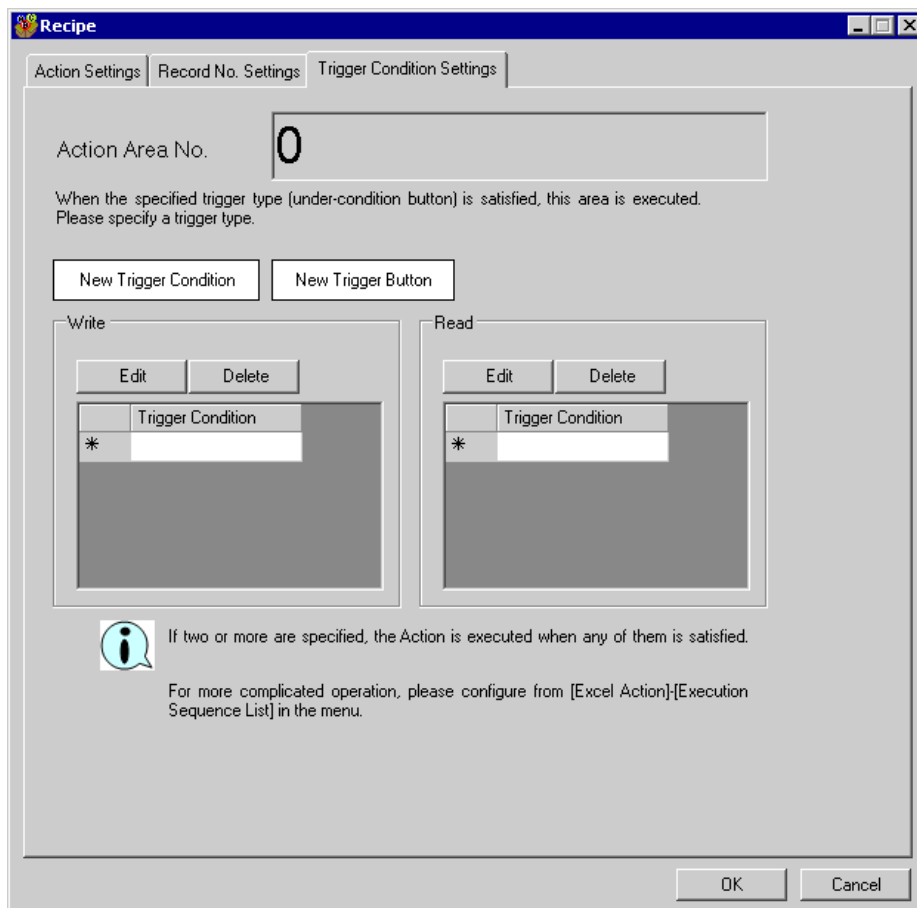 Recipe
Action Settings
Record No. Settings
Trigger Condition Settings
Action Area No.
0
When the specified trigger type (under-condition button) is satisfied, this area is executed.
Please specify a trigger type.
New Trigger Condition
New Trigger Button
Write
Read
Edit
Delete
Edit
Delete
Trigger Condition
Trigger Condition
If two or more are specified, the Action is executed when any of them is satisfied.
For more complicated operation, please configure from [Excel Action]-[Execution
Sequence List] in the menu.
OK
Cancel